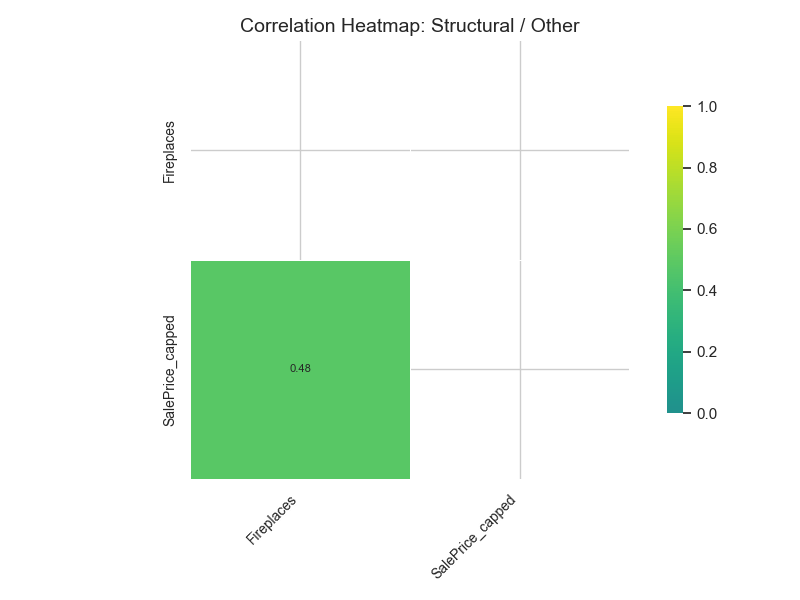 Correlation Heatmap: Structural / Other
Fireplaces
SalePrice_capped
0.48
Fireplaces
SalePrice_capped
1.0
0.8
0.6
0.4
0.2
0.0